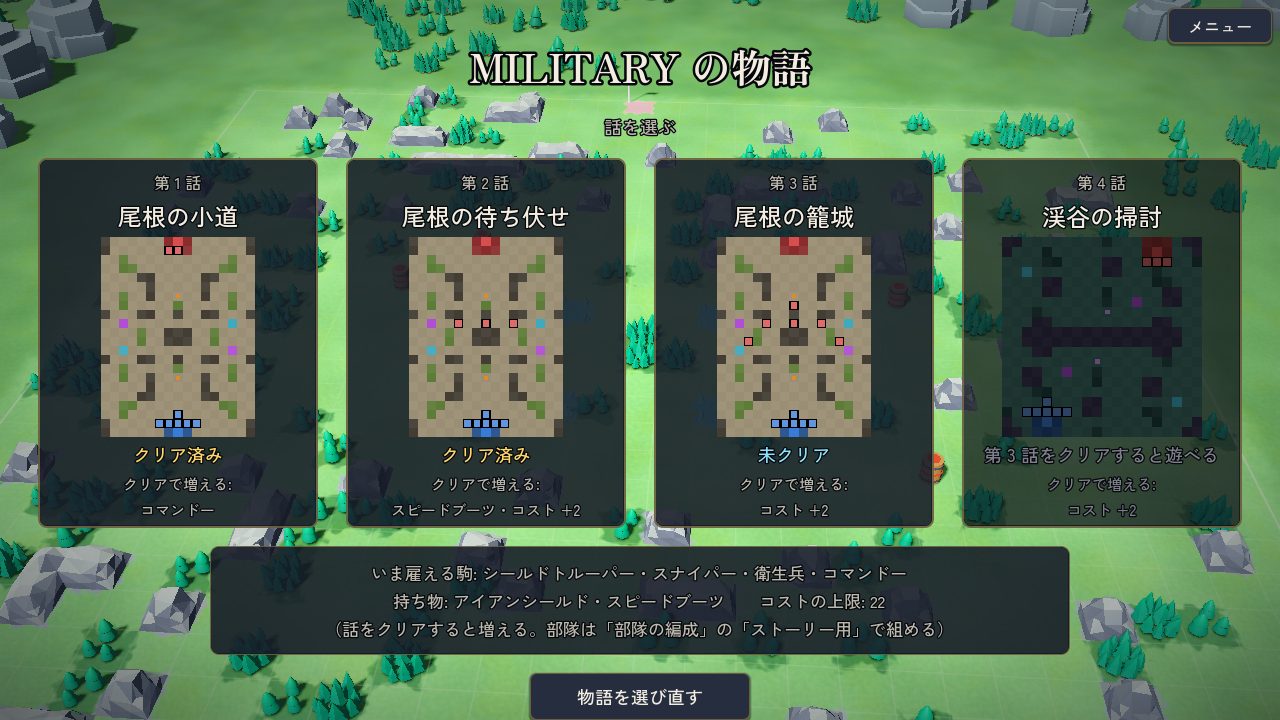 メニュー
MILITARY の物語
話を選ぶ
第 1 話
尾根の小道
クリア済み
クリアで増える:
コマンドー
第 2 話
尾根の待ち伏せ
クリア済み
クリアで増える:
スピードブーツ・コスト +2
第 3 話
尾根の籠城
未クリア
クリアで増える:
コスト +2
第 4 話
渓谷の掃討
第 3 話をクリアすると遊べる
クリアで増える:
コスト +2
いま雇える駒: シールドトルーパー・スナイパー・衛生兵・コマンドー
持ち物: アイアンシールド・スピードブーツ　　コストの上限: 22
（話をクリアすると増える。部隊は「部隊の編成」の「ストーリー用」で組める）
物語を選び直す